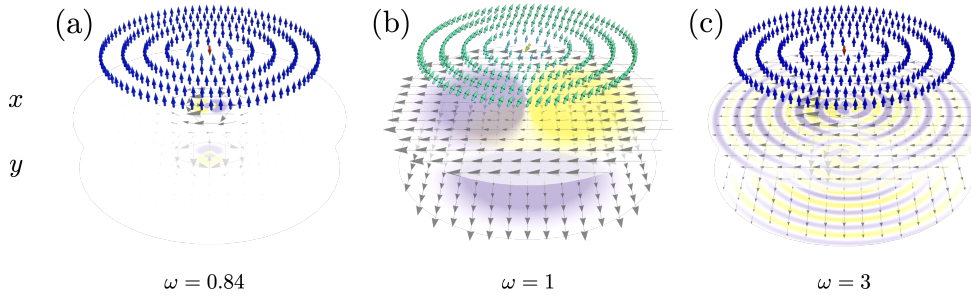 (a) (b) (c)
x
y
ω = 0.84 ω = 1 ω = 3